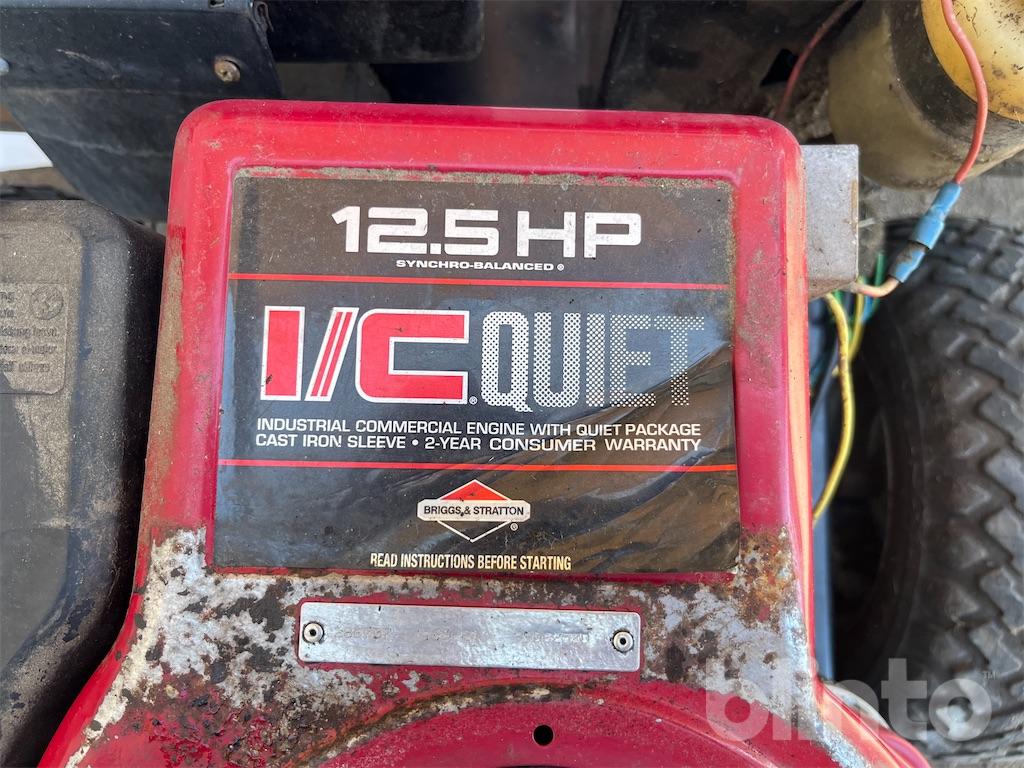 12.5 HP
SYNCHRO-BALANCED®
I/C® QUIET
INDUSTRIAL COMMERCIAL ENGINE WITH QUIET PACKAGE
CAST IRON SLEEVE • 2-YEAR CONSUMER WARRANTY
BRIGGS & STRATTON®
READ INSTRUCTIONS BEFORE STARTING
blinto™